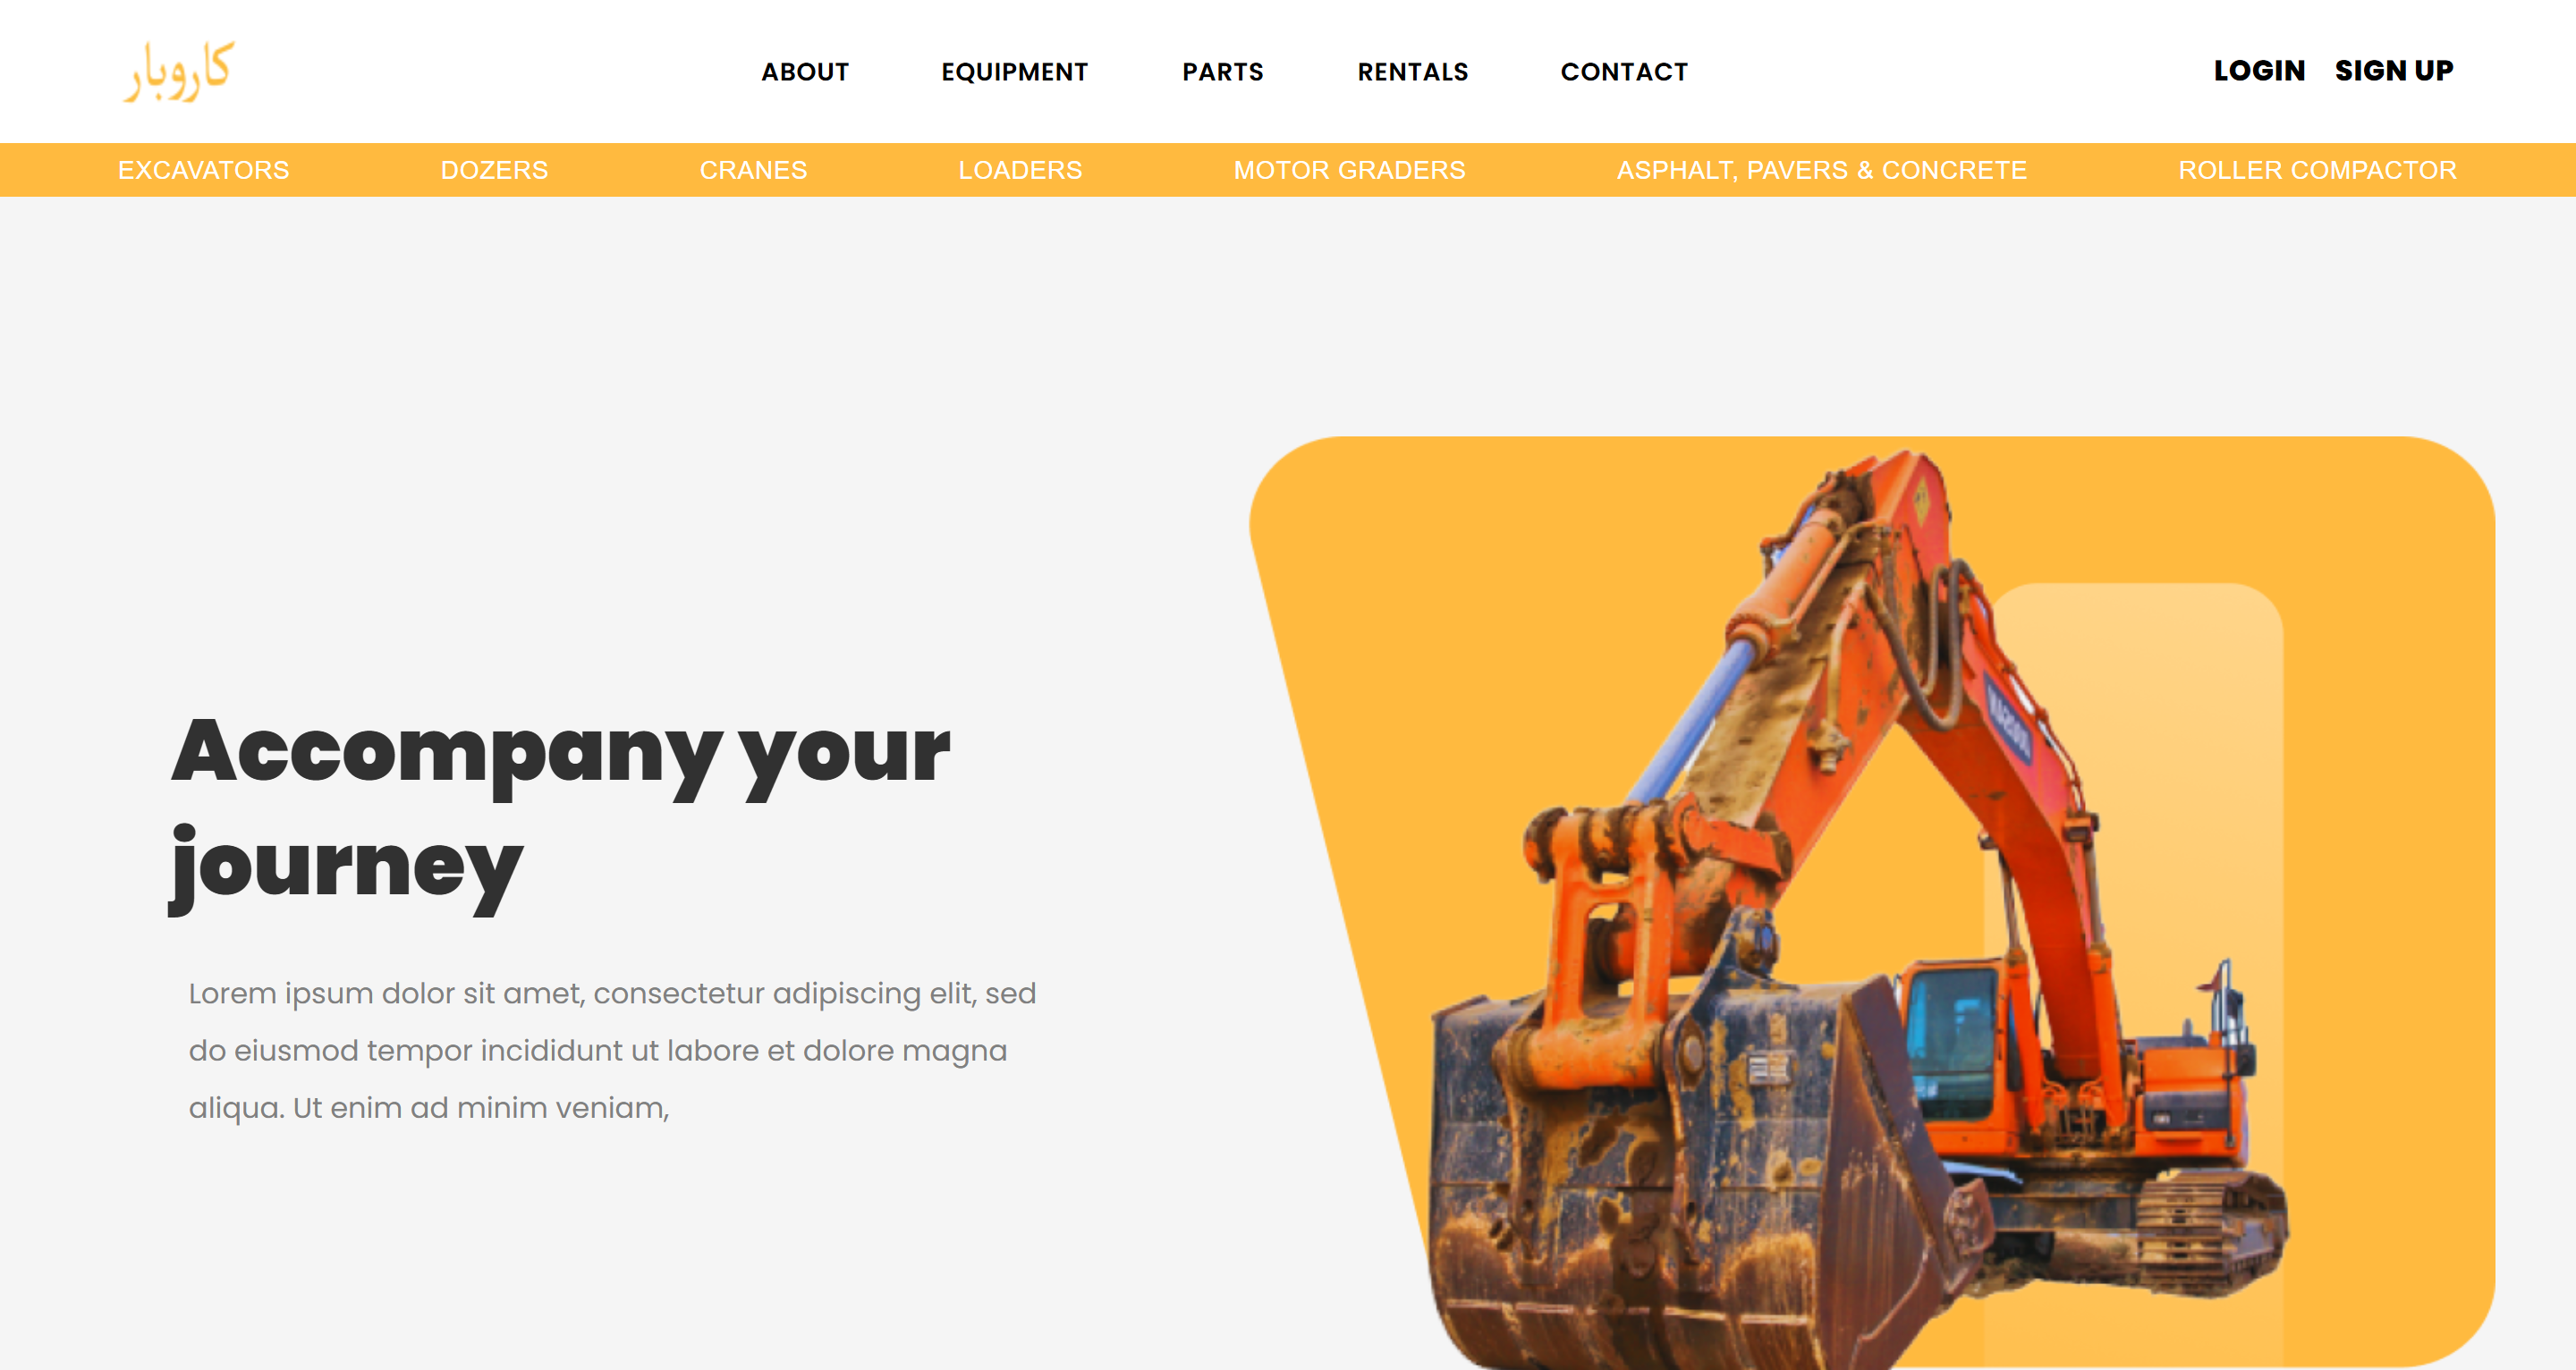 کاروبار
ABOUT EQUIPMENT PARTS RENTALS CONTACT
LOGIN SIGN UP
EXCAVATORS DOZERS CRANES LOADERS MOTOR GRADERS ASPHALT, PAVERS & CONCRETE ROLLER COMPACTOR
Accompany your
journey
Lorem ipsum dolor sit amet, consectetur adipiscing elit, sed
do eiusmod tempor incididunt ut labore et dolore magna
aliqua. Ut enim ad minim veniam,